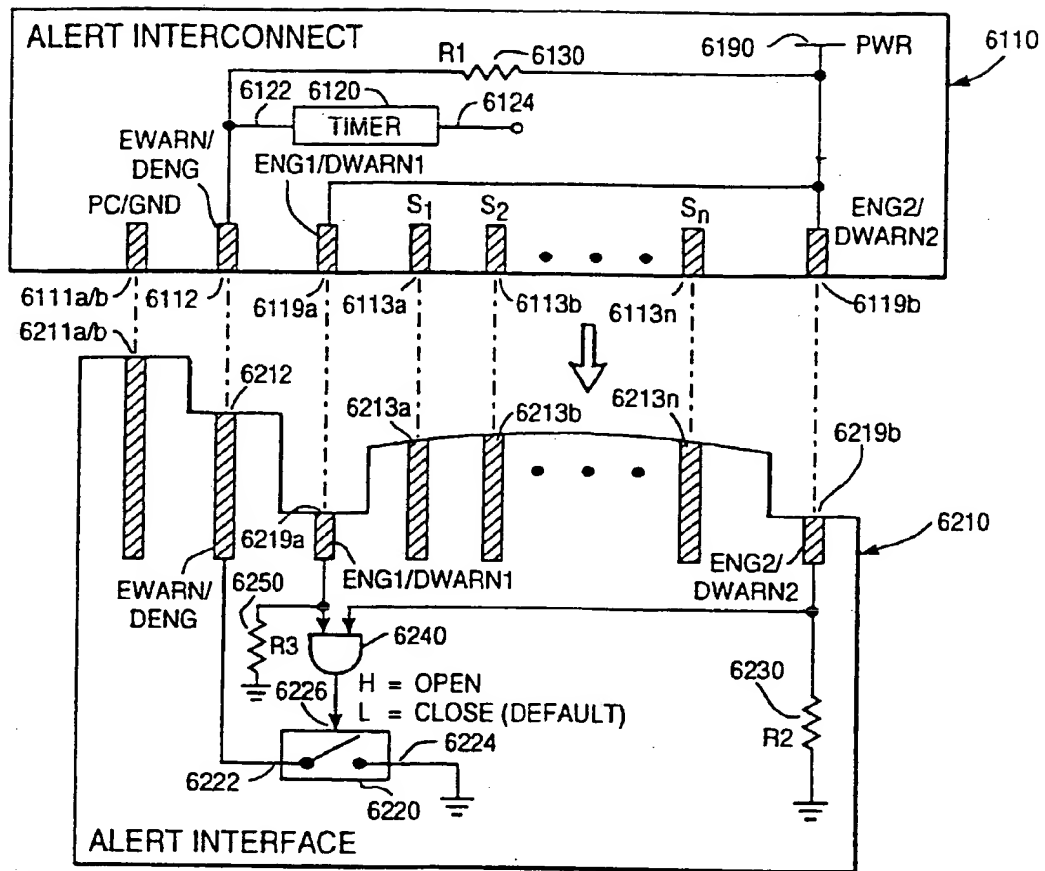 ALERT INTERCONNECT
R1
6130
6190
PWR
6110
6120
6122
6124
TIMER
EWARN/
DENG
ENG1/DWARN1
PC/GND
S1
S2
Sn
ENG2/
DWARN2
6111a/b
6112
6119a
6113a
6113b
6113n
6119b
6211a/b
6212
6213a
6213b
6213n
6219b
6219a
6210
ENG1/DWARN1
ENG2/
DWARN2
EWARN/
DENG
6250
R3
6240
H = OPEN
L = CLOSE (DEFAULT)
6226
6230
R2
6224
6222
6220
ALERT INTERFACE